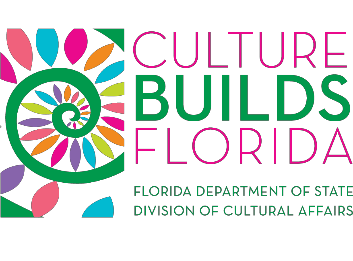 CULTURE
BUILDS
FLORIDA
FLORIDA DEPARTMENT OF STATE
DIVISION OF CULTURAL AFFAIRS